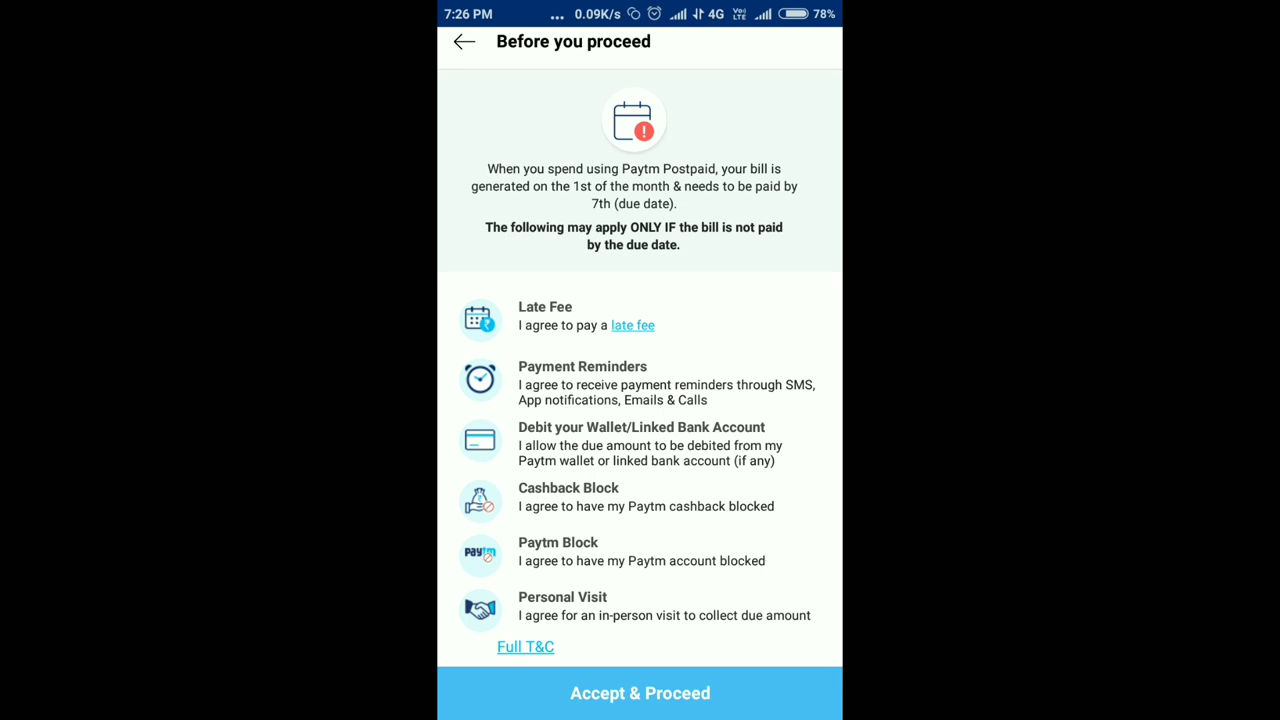 7:26 PM ... 0.09K/s 4G VoLTE 78%
Before you proceed
When you spend using Paytm Postpaid, your bill is
generated on the 1st of the month & needs to be paid by
7th (due date).
The following may apply ONLY IF the bill is not paid
by the due date.
Late Fee
I agree to pay a late fee
Payment Reminders
I agree to receive payment reminders through SMS,
App notifications, Emails & Calls
Debit your Wallet/Linked Bank Account
I allow the due amount to be debited from my
Paytm wallet or linked bank account (if any)
Cashback Block
I agree to have my Paytm cashback blocked
paytm
Paytm Block
I agree to have my Paytm account blocked
Personal Visit
I agree for an in-person visit to collect due amount
Full T&C
Accept & Proceed